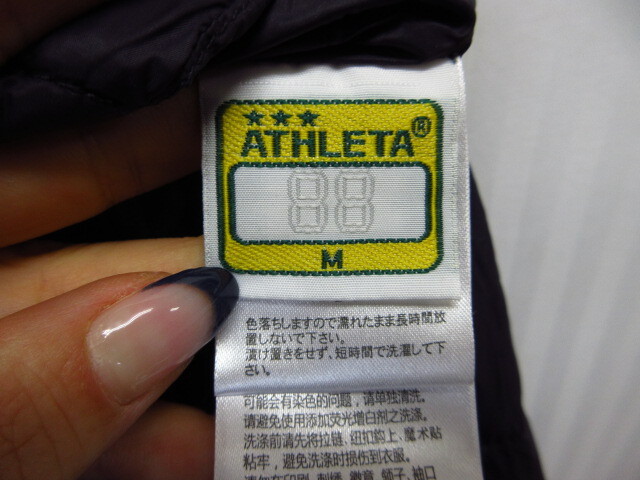 ★★★
ATHLETA®
88
M
色落ちしますので濡れたまま長時間放
置しないで下さい。
漬け置きをせず、短時間で洗濯して下
さい。
可能会有染色的问题，请单独清洗。
请避免使用添加荧光增白剂之洗涤。
洗涤前请先将拉链、纽扣䭾上、魔术贴
粘牢，避免洗涤时损伤到衣服。